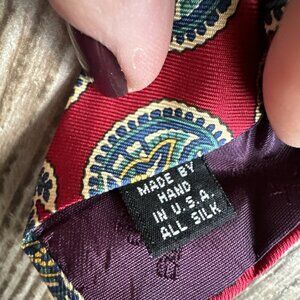 MADE BY
HAND
IN U.S.A.
ALL SILK